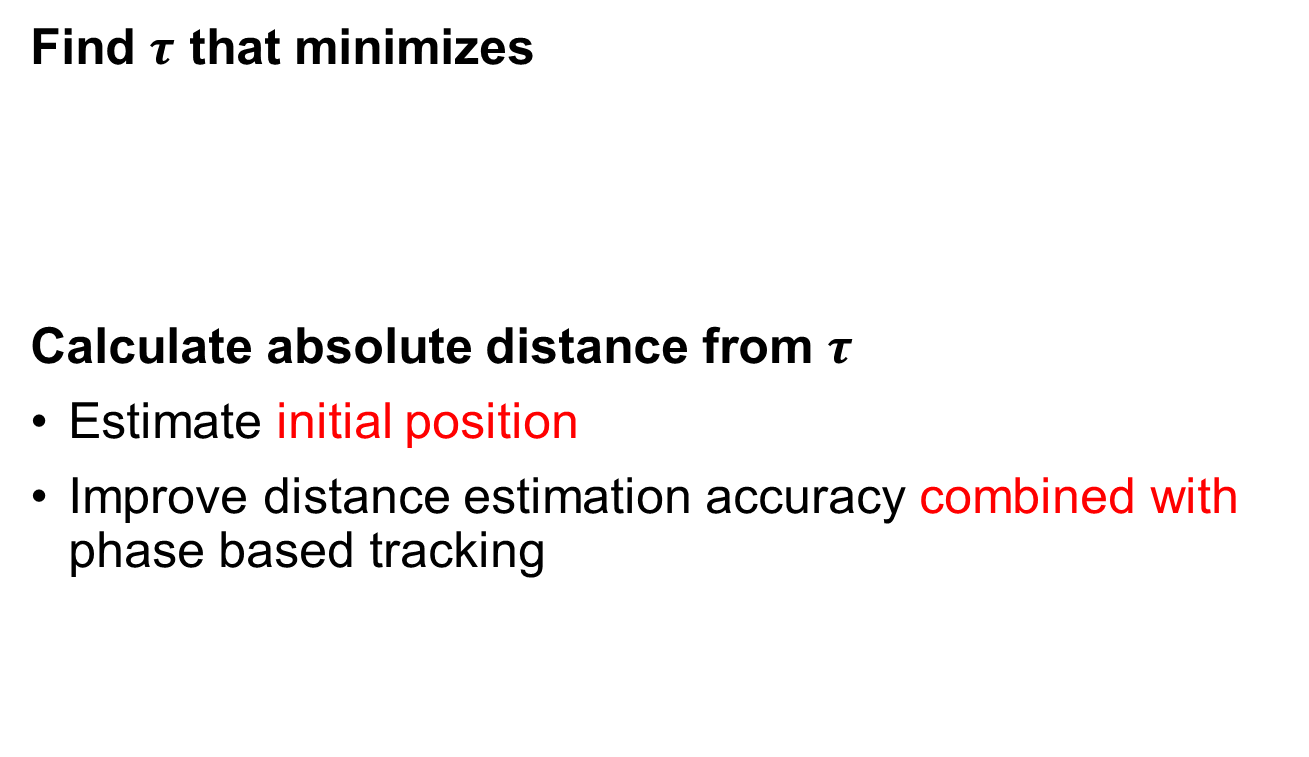 Find τ that minimizes
Calculate absolute distance from τ
• Estimate initial position
• Improve distance estimation accuracy combined with
phase based tracking